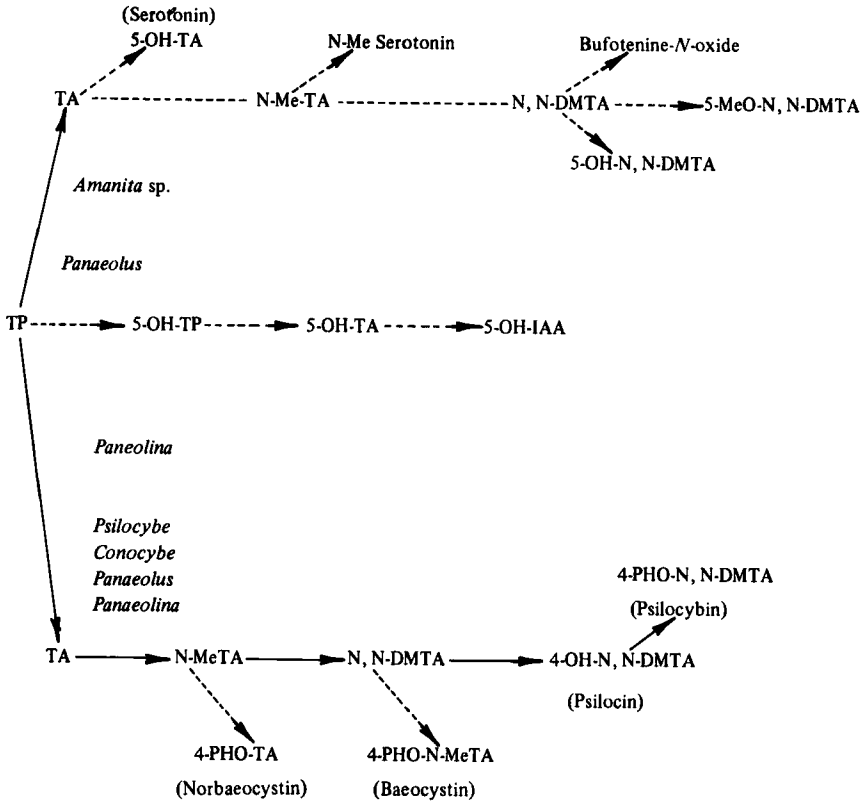 (Serotonin)
5-OH-TA
N-Me Serotonin
Bufotenine-N-oxide
TA
N-Me-TA
N, N-DMTA
5-MeO-N, N-DMTA
5-OH-N, N-DMTA
Amanita sp.
Panaeolus
TP
5-OH-TP
5-OH-TA
5-OH-IAA
Paneolina
Psilocybe
Conocybe
Panaeolus
Panaeolina
4-PHO-N, N-DMTA
(Psilocybin)
TA
N-MeTA
N, N-DMTA
4-OH-N, N-DMTA
(Psilocin)
4-PHO-TA
(Norbaeocystin)
4-PHO-N-MeTA
(Baeocystin)